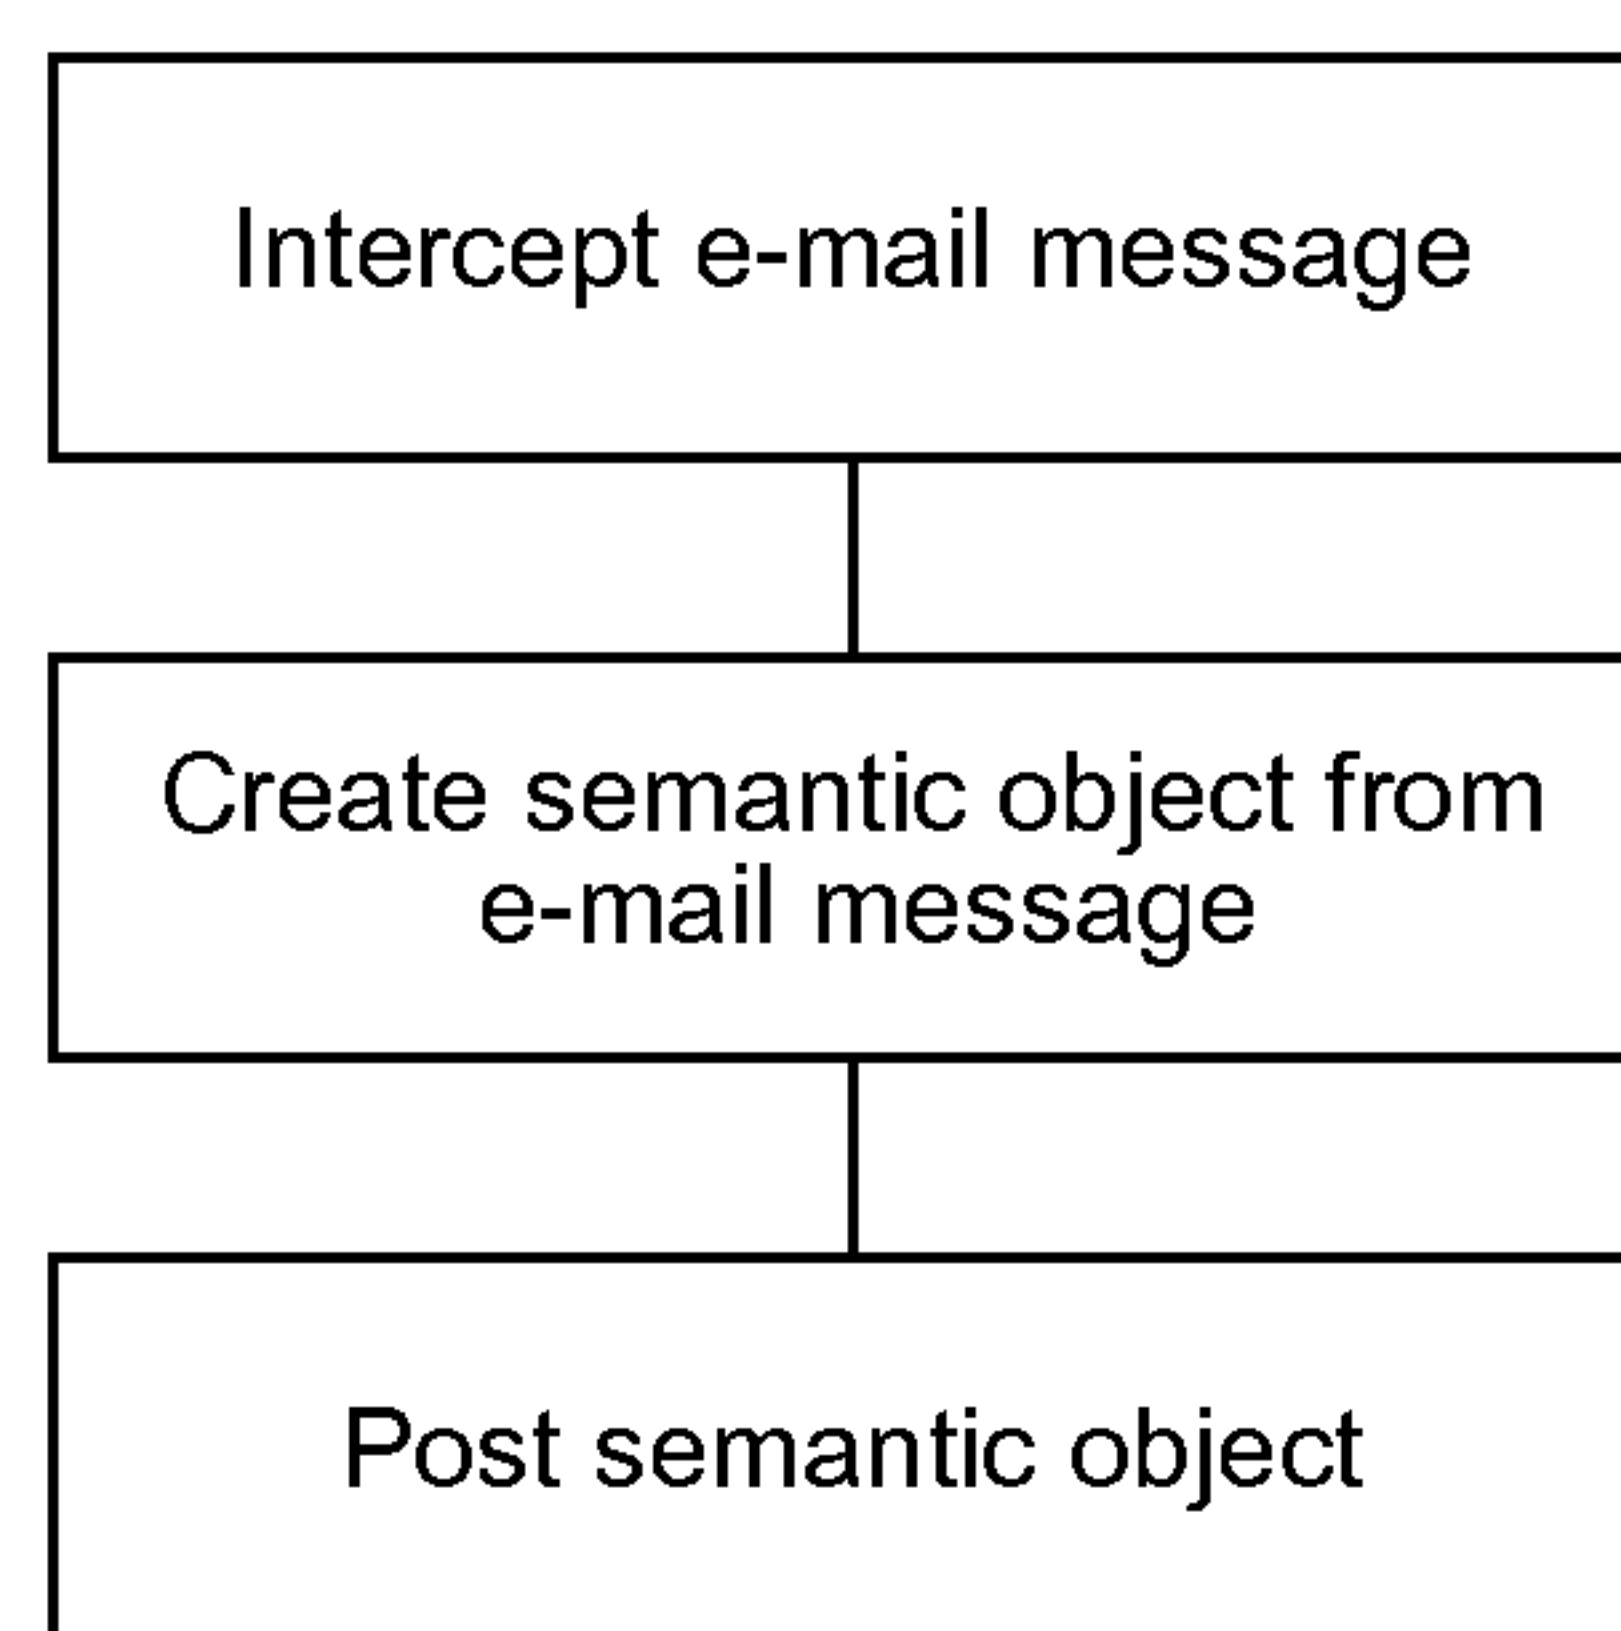 Intercept e-mail message
Create semantic object from
e-mail message
Post semantic object